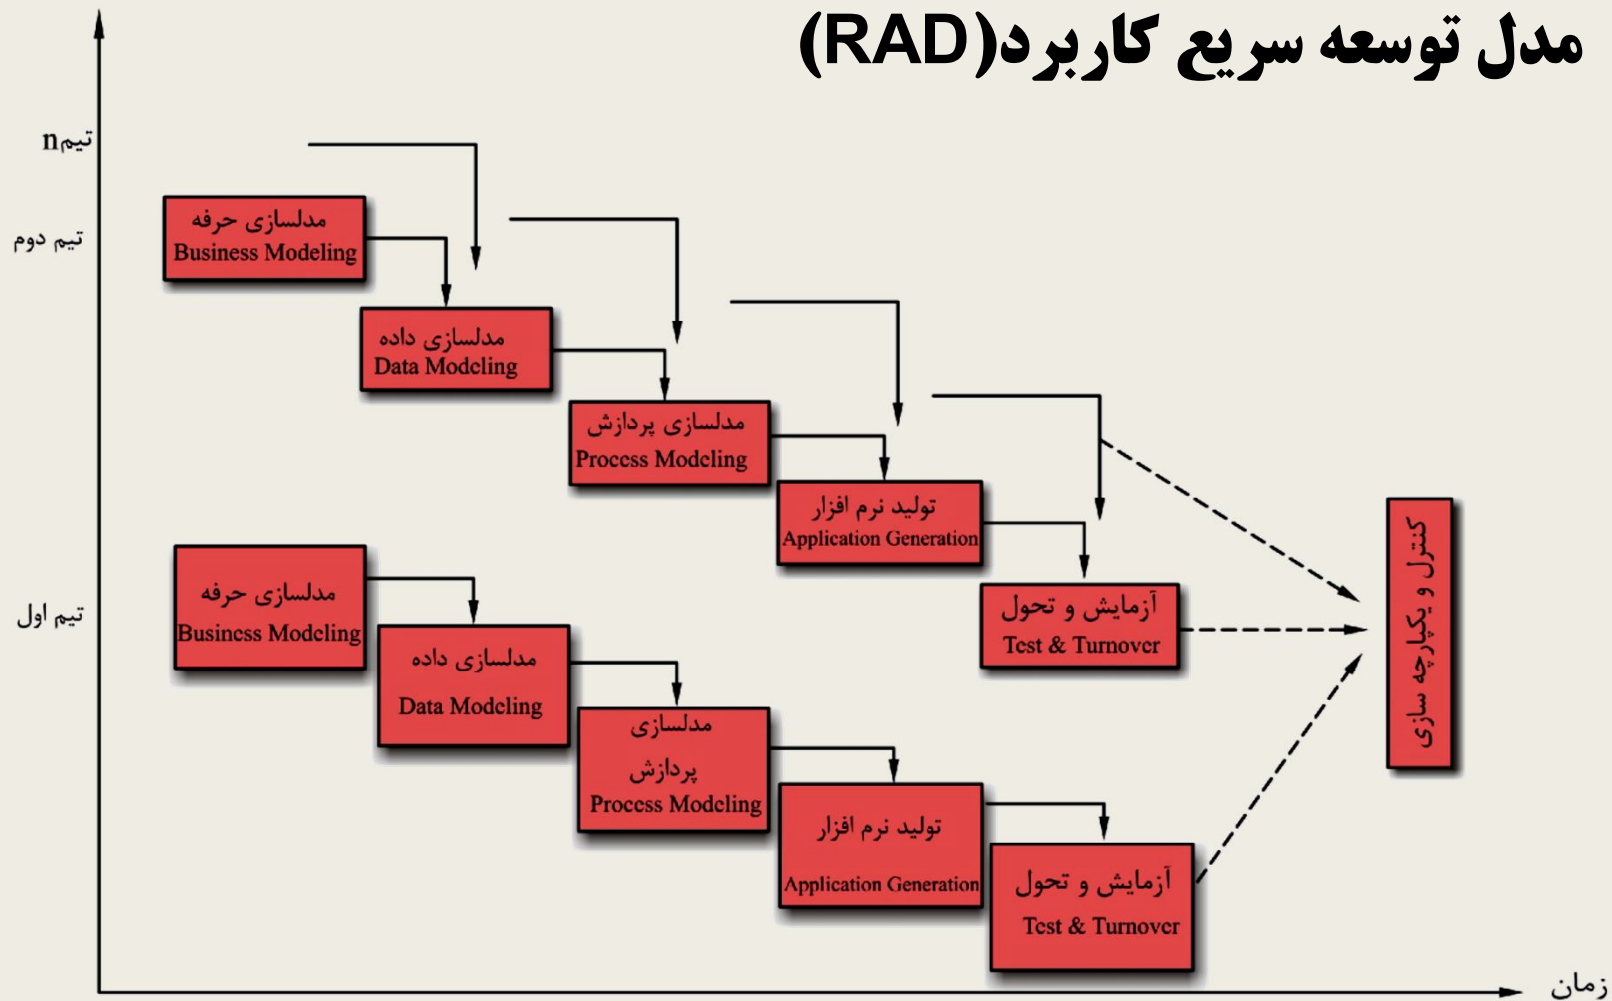 مدل توسعه سریع کاربرد(RAD)
تیمn
تیم دوم
مدلسازی حرفه
Business Modeling
مدلسازی داده
Data Modeling
مدلسازی پردازش
Process Modeling
تولید نرم افزار
Application Generation
آزمایش و تحول
Test & Turnover
کنترل و یکپارچه سازی
تیم اول
مدلسازی حرفه
Business Modeling
مدلسازی داده
Data Modeling
مدلسازی
پردازش
Process Modeling
تولید نرم افزار
Application Generation
آزمایش و تحول
Test & Turnover
زمان